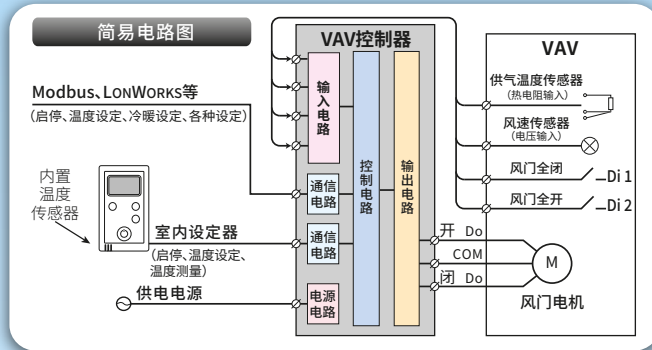 简易电路图
VAV控制器
VAV
Modbus、LONWORKS等
(启停、温度设定、冷暖设定、各种设定)
内置
温度
传感器
室内设定器
(启停、温度设定、
温度测量)
供电电源
输入电路
通信
电路
通信
电路
电源
电路
控制电路
输出电路
供气温度传感器
(热电阻输入)
风速传感器
(电压输入)
风门全闭
Di 1
风门全开
Di 2
开 Do
COM
闭 Do
M
风门电机